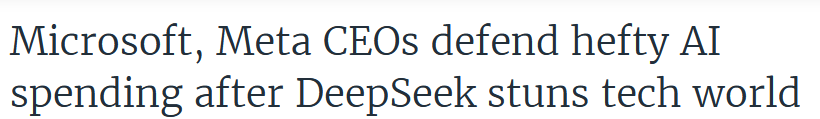 Microsoft, Meta CEOs defend hefty AI
spending after DeepSeek stuns tech world